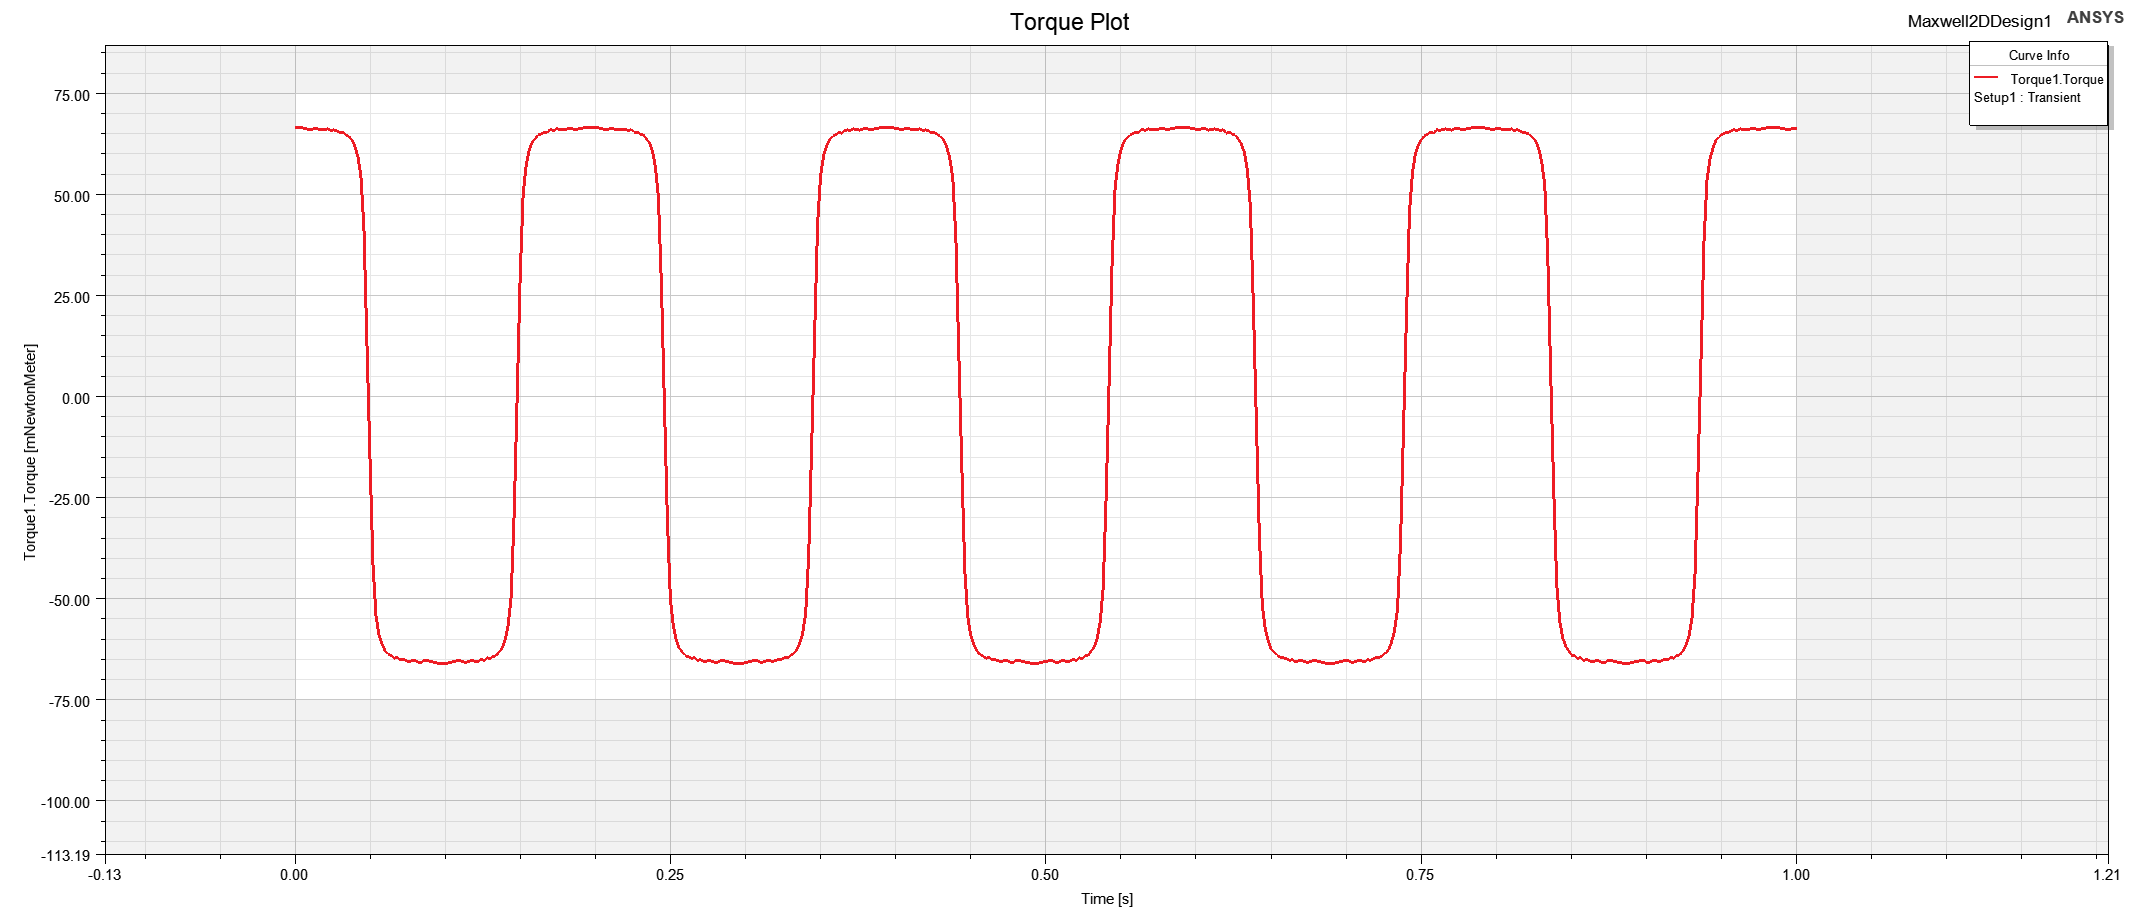 Torque Plot
Maxwell2DDesign1
ANSYS
Curve Info
Torque1.Torque
Setup1 : Transient
75.00
50.00
25.00
0.00
-25.00
-50.00
-75.00
-100.00
-113.19
Torque1.Torque [mNewtonMeter]
-0.13
0.00
0.25
0.50
0.75
1.00
1.21
Time [s]